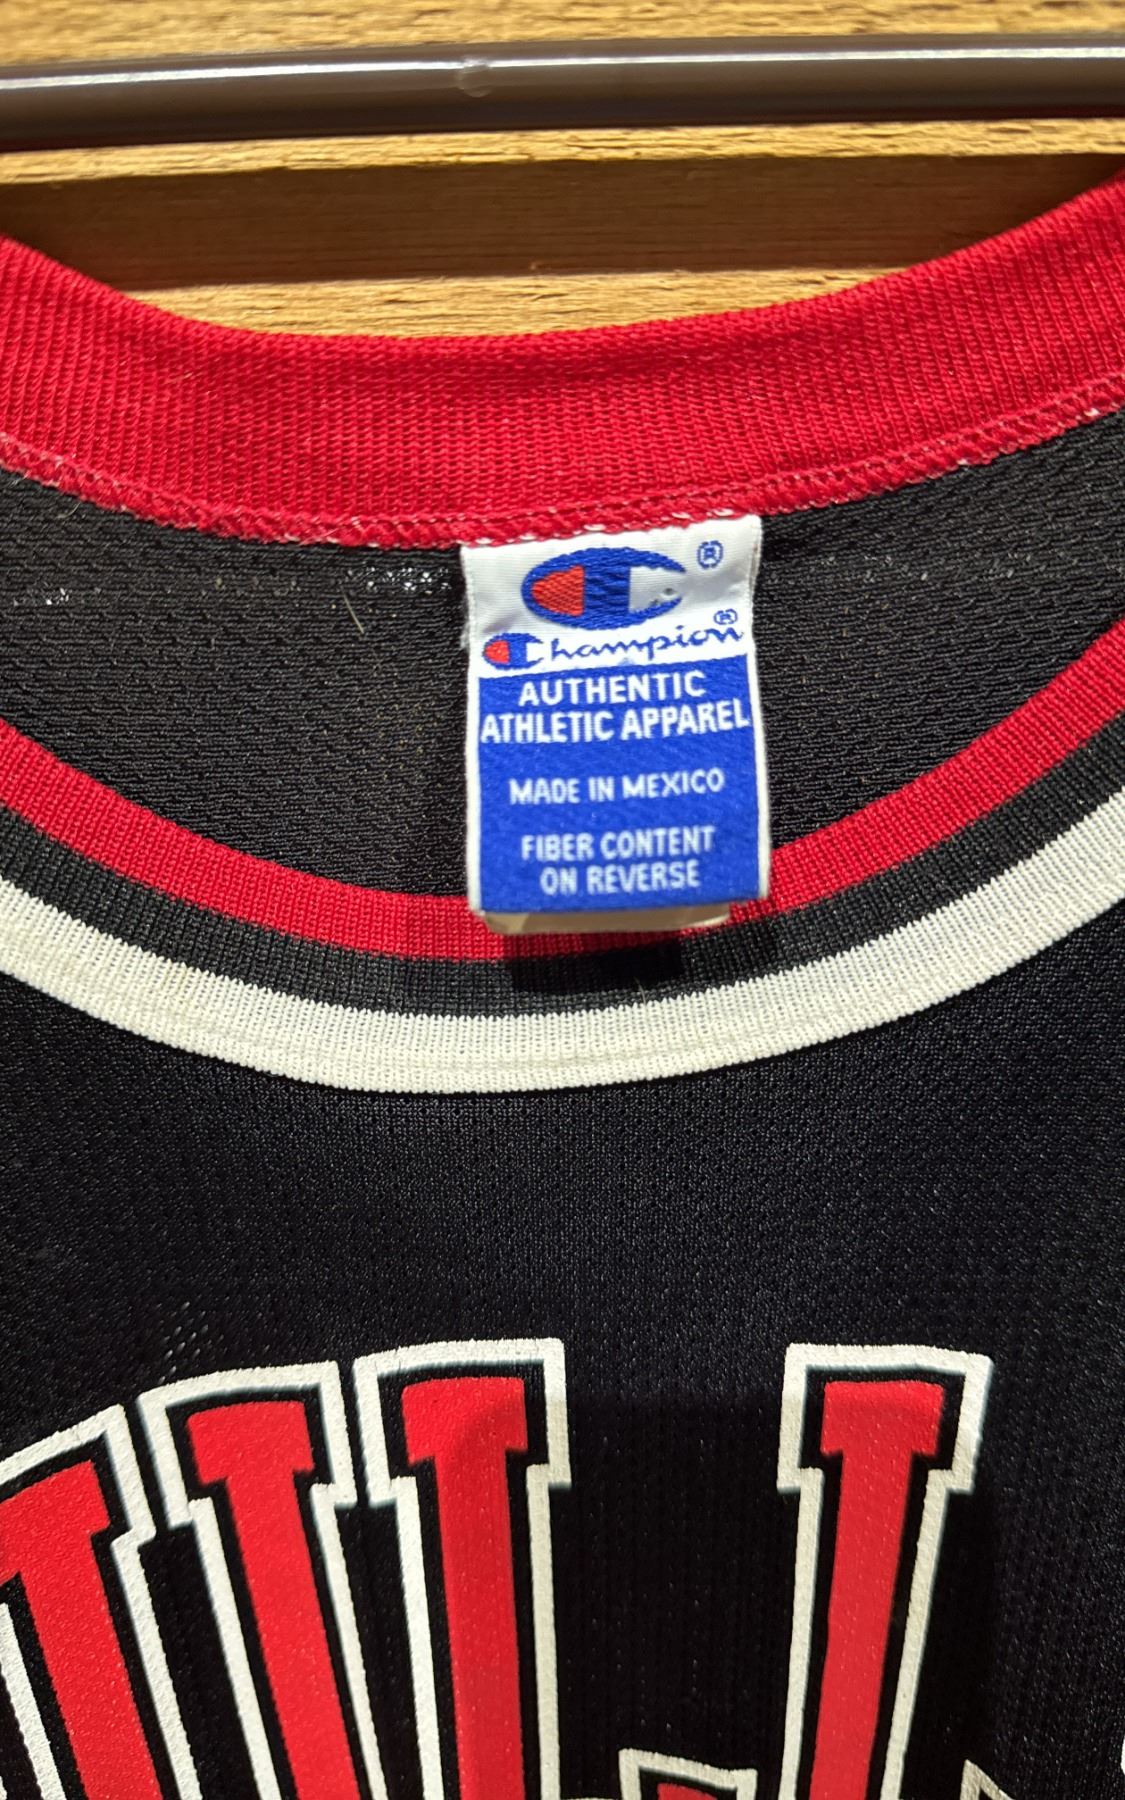 ®
Champion®
AUTHENTIC
ATHLETIC APPAREL
MADE IN MEXICO
FIBER CONTENT
ON REVERSE